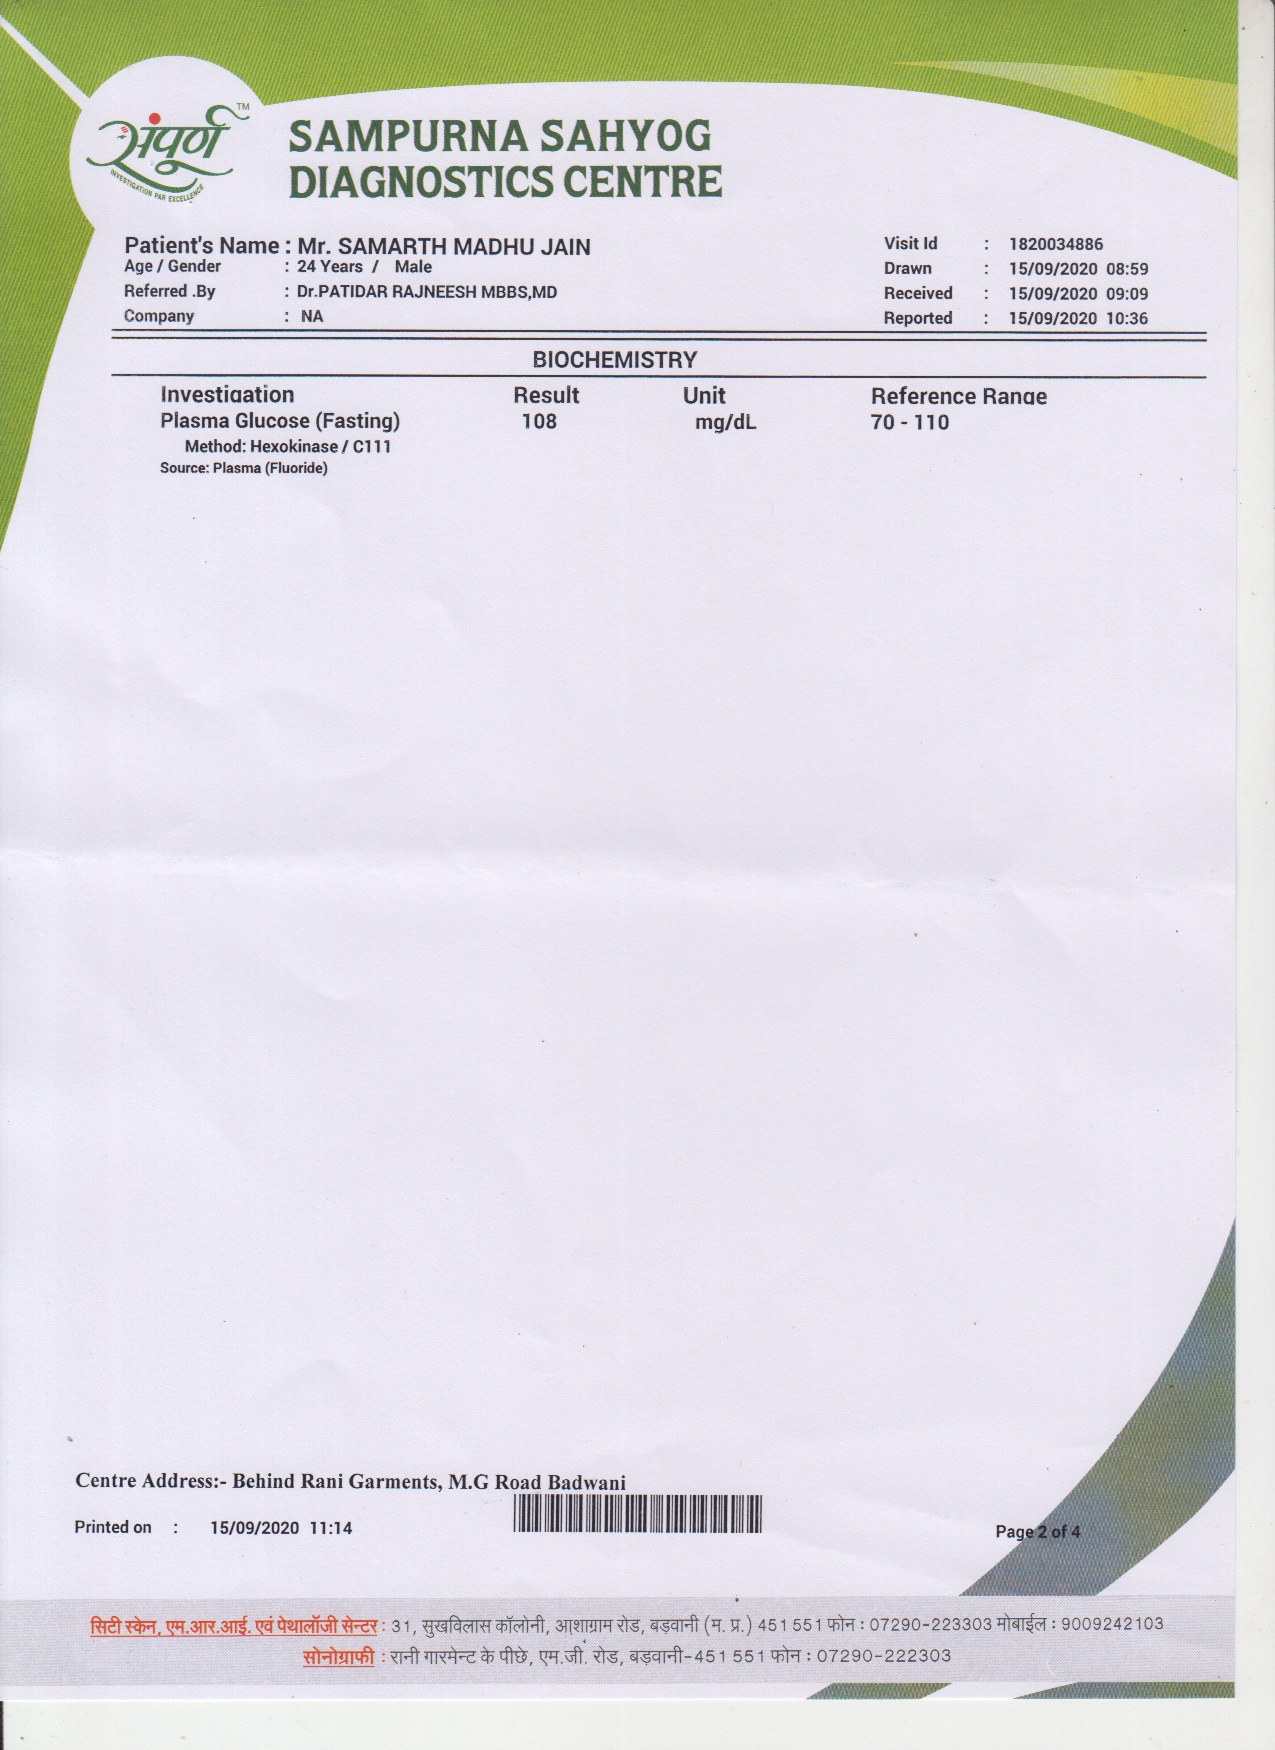 संपूर्ण TM
INVESTIGATION PAR EXCELLENCE
SAMPURNA SAHYOG
DIAGNOSTICS CENTRE
Patient's Name : Mr. SAMARTH MADHU JAIN
Age / Gender : 24 Years / Male
Referred .By : Dr.PATIDAR RAJNEESH MBBS,MD
Company : NA
Visit Id : 1820034886
Drawn : 15/09/2020 08:59
Received : 15/09/2020 09:09
Reported : 15/09/2020 10:36
BIOCHEMISTRY
Investigation Result Unit Reference Range
Plasma Glucose (Fasting) 108 mg/dL 70 - 110
Method: Hexokinase / C111
Source: Plasma (Fluoride)
Centre Address:- Behind Rani Garments, M.G Road Badwani
Printed on : 15/09/2020 11:14
Page 2 of 4
सिटी स्केन, एम.आर.आई. एवं पेथालॉजी सेन्टर : 31, सुखविलास कॉलोनी, आशाग्राम रोड, बड़वानी (म. प्र.) 451 551 फोन : 07290-223303 मोबाईल : 9009242103
सोनोग्राफी : रानी गारमेन्ट के पीछे, एम.जी. रोड, बड़वानी-451 551 फोन : 07290-222303